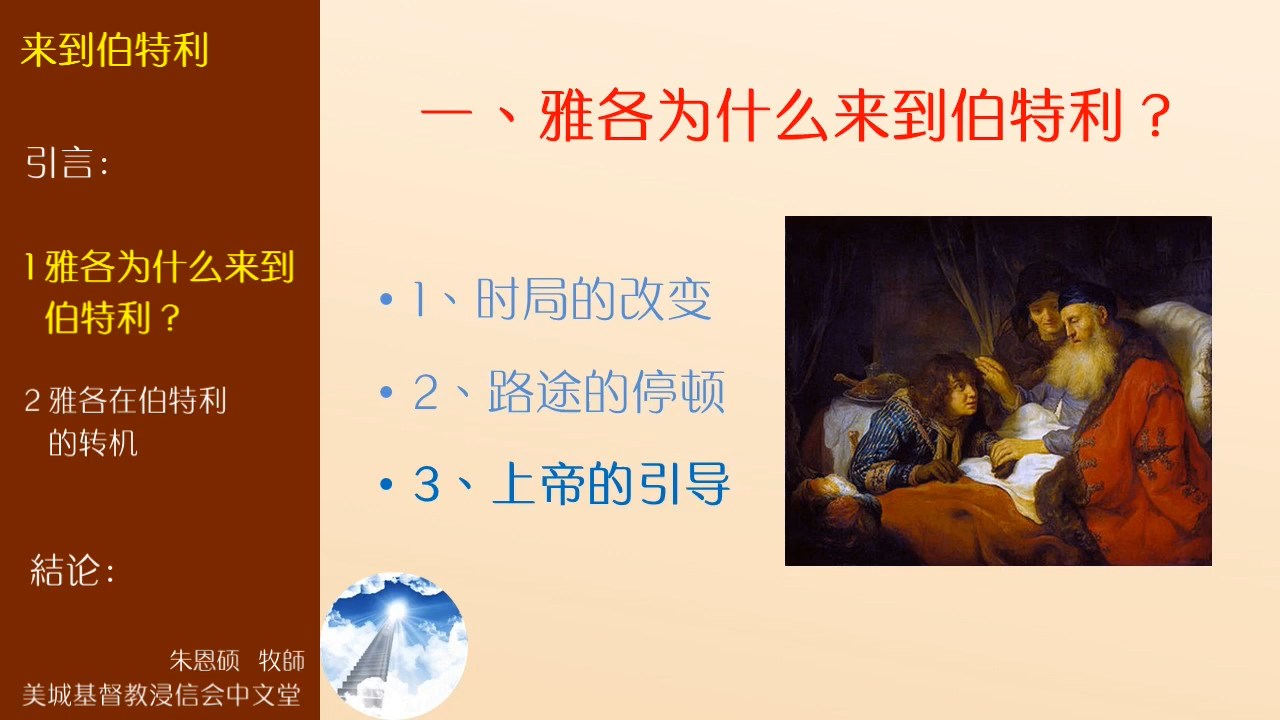 来到伯特利
引言：
1 雅各为什么来到
伯特利？
2 雅各在伯特利
的转机
結论：
朱恩硕 牧師
美城基督教浸信会中文堂
一、雅各为什么来到伯特利？
• 1、时局的改变
• 2、路途的停顿
• 3、上帝的引导